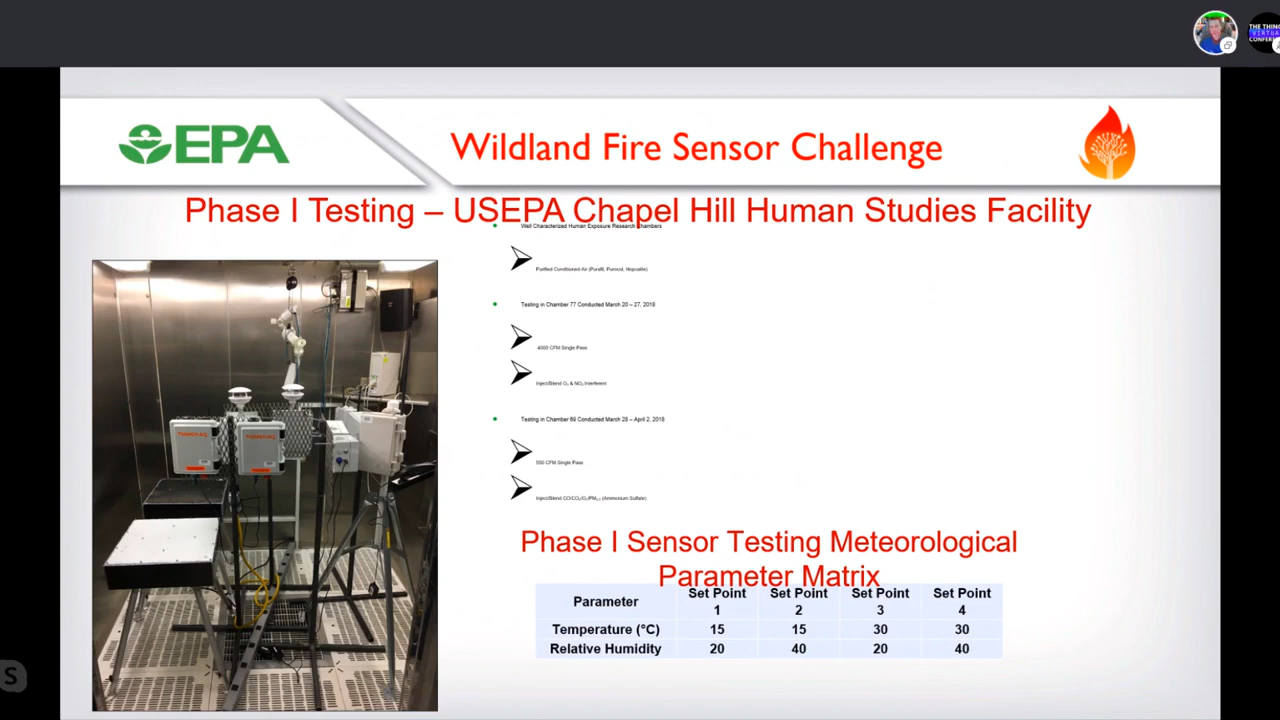 THE THING
VIRTUA
CONFER
EPA
Wildland Fire Sensor Challenge
Phase I Testing – USEPA Chapel Hill Human Studies Facility
Well Characterized Human Exposure Research Chambers
Purified Conditioned Air (Purafil, Purocol, Hopcalite)
Testing in Chamber 77 Conducted March 20 – 27, 2018
4000 CFM Single Pass
Inject/Blend O₃ & NO₂ Interferent
Testing in Chamber 69 Conducted March 28 – April 2, 2018
550 CFM Single Pass
Inject/Blend CO/CO₂/O₃/PM₂.₅ (Ammonium Sulfate)
Phase I Sensor Testing Meteorological
Parameter Matrix
Parameter Set Point 1 Set Point 2 Set Point 3 Set Point 4
Temperature (°C) 15 15 30 30
Relative Humidity 20 40 20 40
S